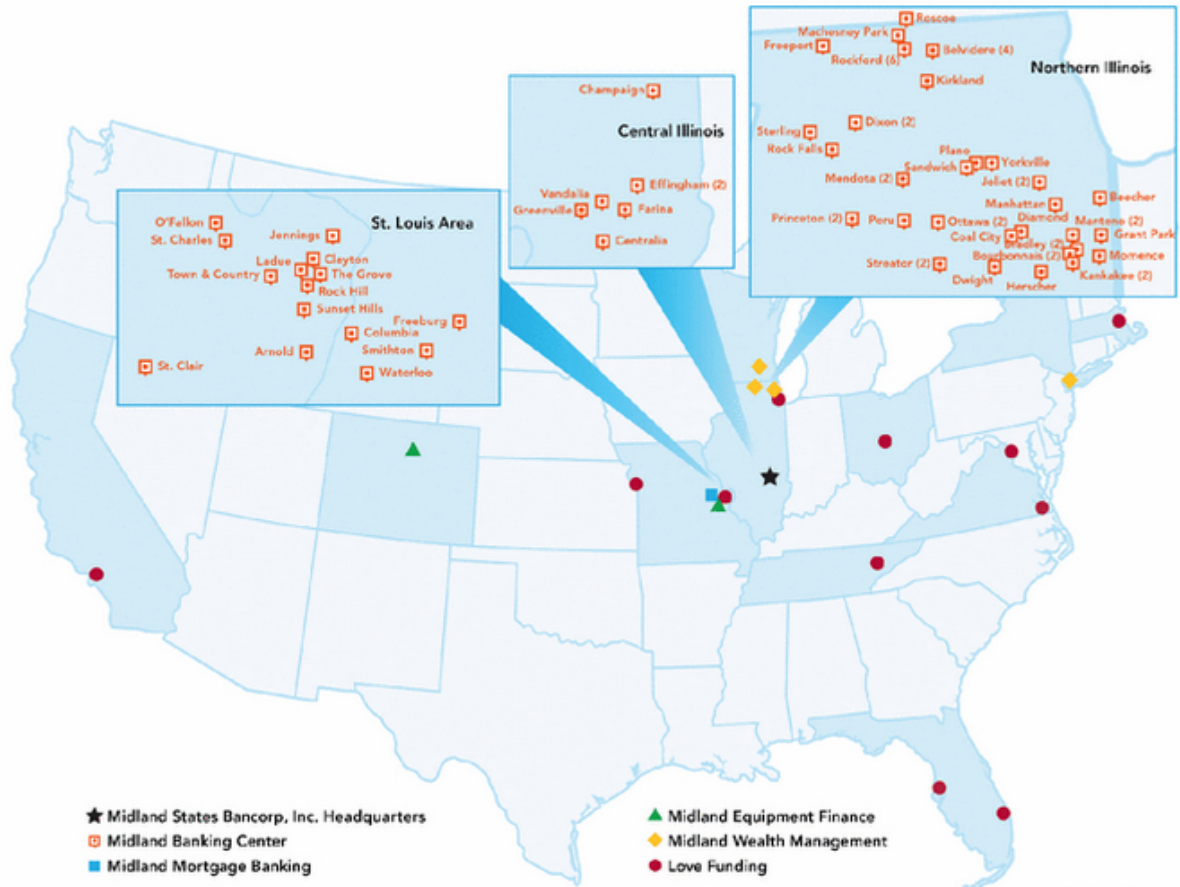 Roscoe
Machesney Park
Freeport
Rockford (6)
Belvidere (4)
Northern Illinois
Kirkland
Champaign
Central Illinois
Dixon (2)
Sterling
Rock Falls
Plano
Sandwich
Yorkville
Mendota (2)
Joliet (2)
Effingham (2)
Vandalia
Greenville
Farina
Manhattan
Beecher
Princeton (2)
Peru
Ottawa (2)
Diamond
Manteno (2)
Coal City
Grant Park
Bradley (2)
Bourbonnais (2)
Momence
Centralia
Streator (2)
Dwight
Herscher
Kankakee (2)
St. Louis Area
O'Fallon
St. Charles
Jennings
Ladue
Clayton
Town & Country
The Grove
Rock Hill
Sunset Hills
Freeburg
Columbia
Arnold
Smithton
St. Clair
Waterloo
Midland States Bancorp, Inc. Headquarters
Midland Banking Center
Midland Mortgage Banking
Midland Equipment Finance
Midland Wealth Management
Love Funding